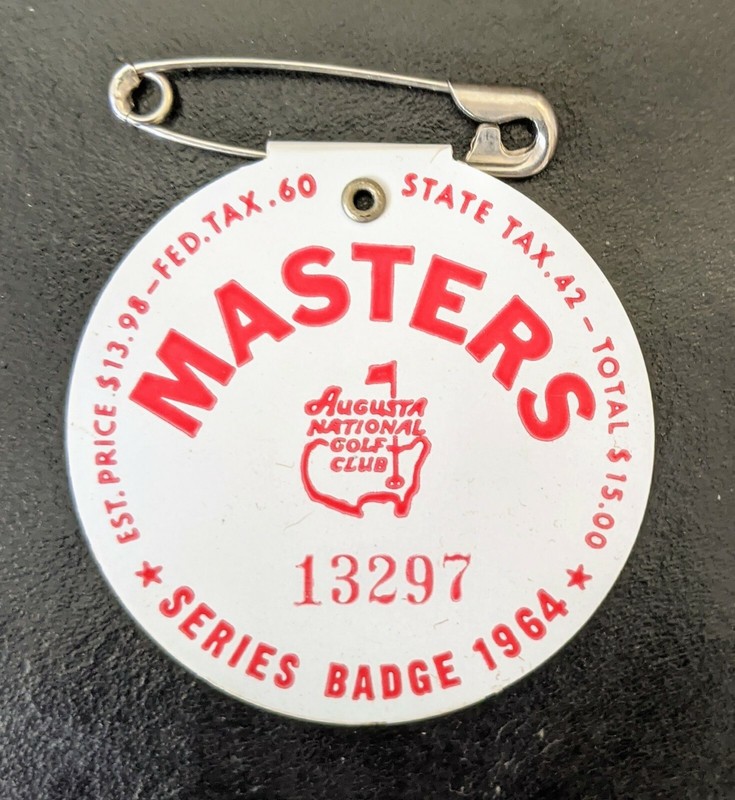 EST. PRICE $13.98 – FED. TAX .60
STATE TAX .42 – TOTAL $15.00
MASTERS
AUGUSTA
NATIONAL
GOLF
CLUB
13297
★ SERIES BADGE 1964 ★